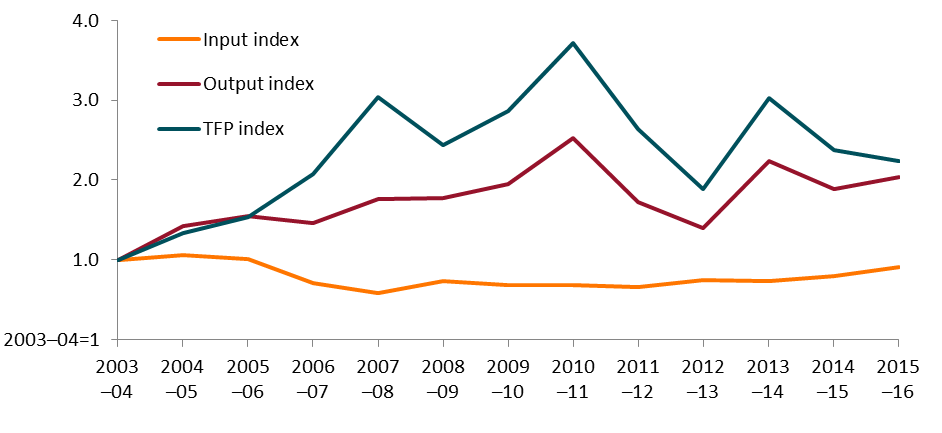 4.0
3.0
2.0
1.0
2003–04=1
Input index
Output index
TFP index
2003 2004 2005 2006 2007 2008 2009 2010 2011 2012 2013 2014 2015
–04 –05 –06 –07 –08 –09 –10 –11 –12 –13 –14 –15 –16